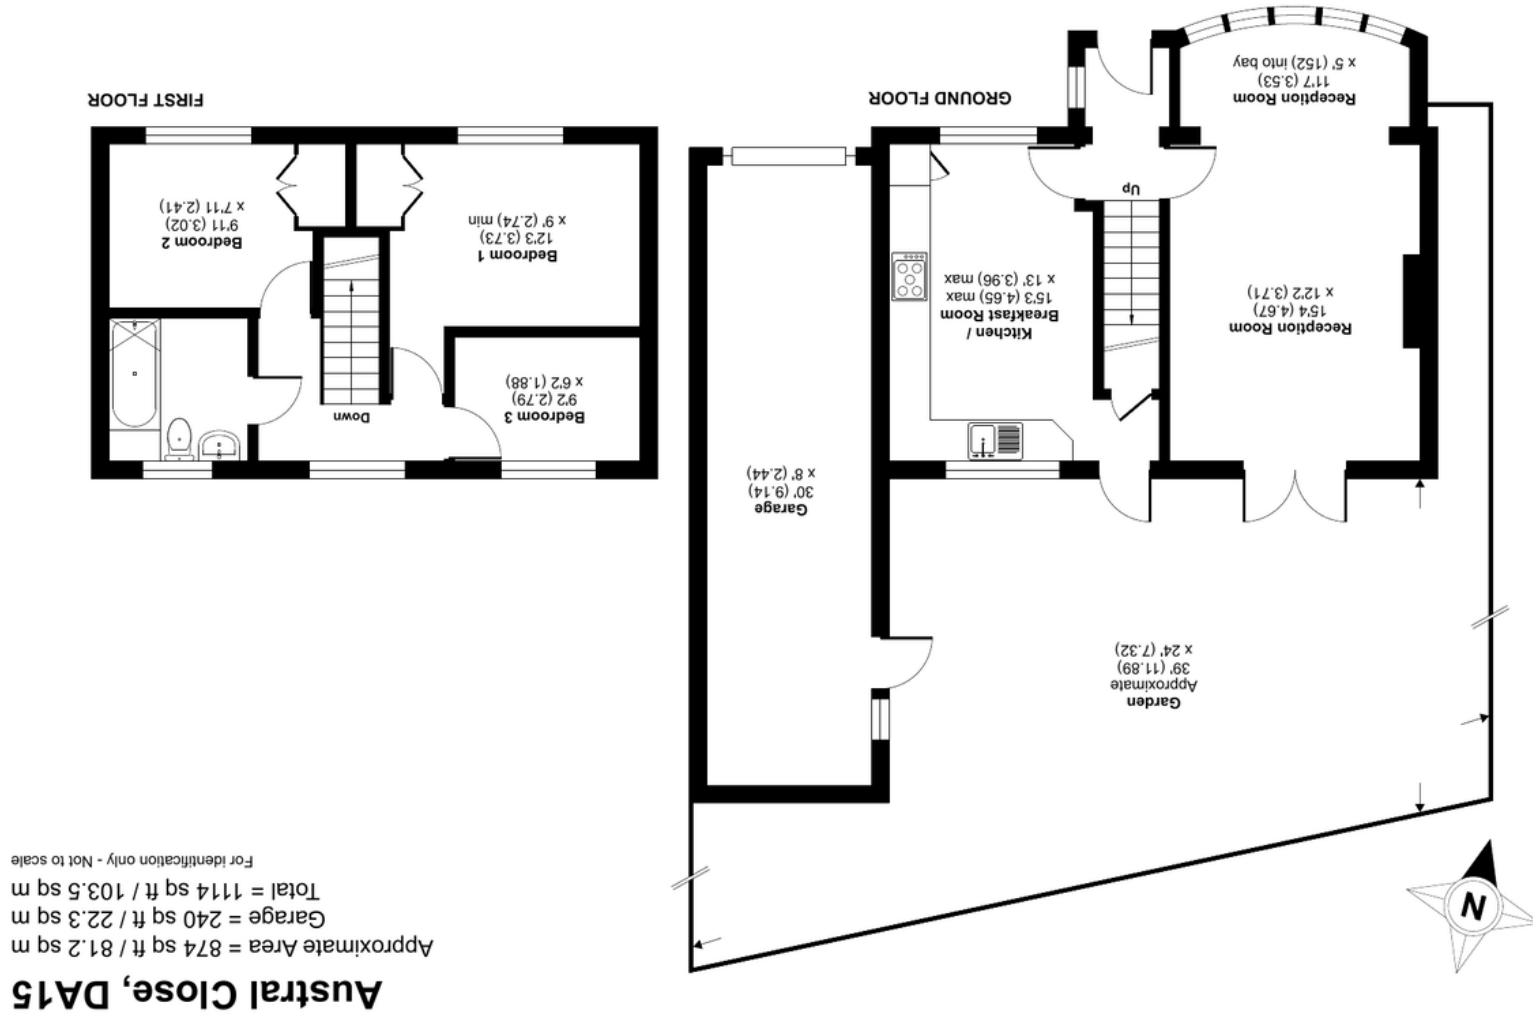 Austral Close, DA15
Approximate Area = 874 sq ft / 81.2 sq m
Garage = 240 sq ft / 22.3 sq m
Total = 1114 sq ft / 103.5 sq m
For identification only - Not to scale
N
Garden
Approximate
39' (11.89)
x 24' (7.32)
Garage
30' (9.14)
x 8' (2.44)
Kitchen /
Breakfast Room
15'3 (4.65) max
x 13' (3.96) max
Reception Room
15'4 (4.67)
x 12'2 (3.71)
Up
Reception Room
11'7 (3.53)
x 5' (152) into bay
GROUND FLOOR
Down
Bedroom 3
9'2 (2.79)
x 6'2 (1.88)
Bedroom 1
12'3 (3.73)
x 9' (2.74) min
Bedroom 2
9'11 (3.02)
x 7'11 (2.41)
FIRST FLOOR